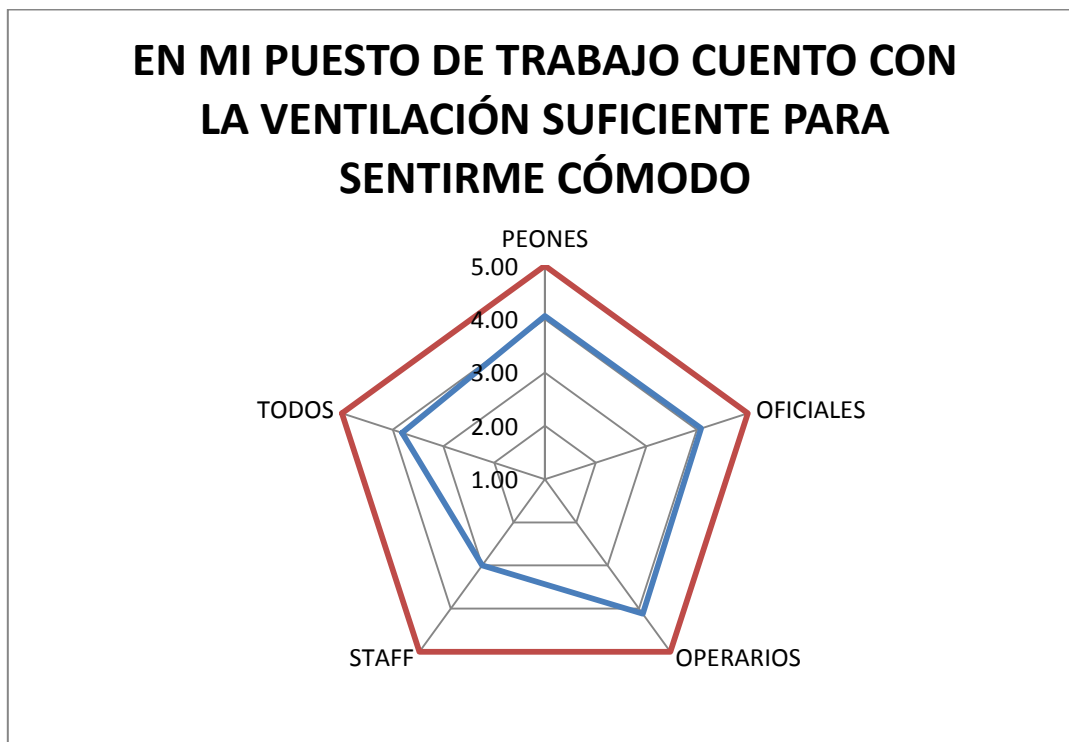 EN MI PUESTO DE TRABAJO CUENTO CON
LA VENTILACIÓN SUFICIENTE PARA
SENTIRME CÓMODO
PEONES
5.00
4.00
3.00
TODOS
OFICIALES
2.00
1.00
STAFF
OPERARIOS